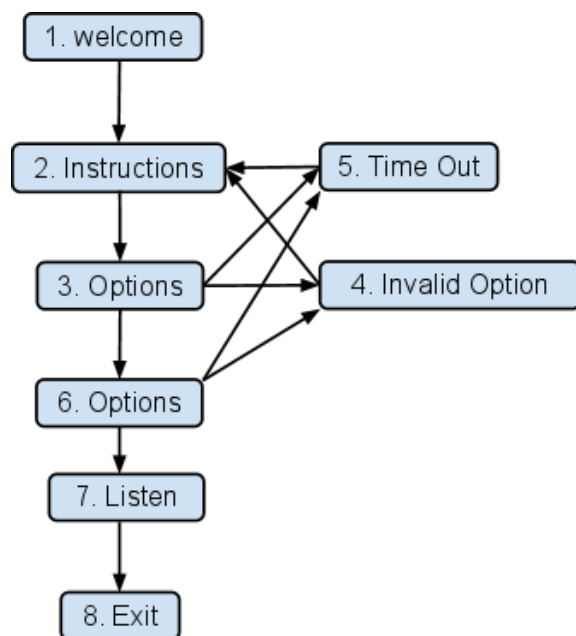 1. welcome
2. Instructions
5. Time Out
3. Options
4. Invalid Option
6. Options
7. Listen
8. Exit